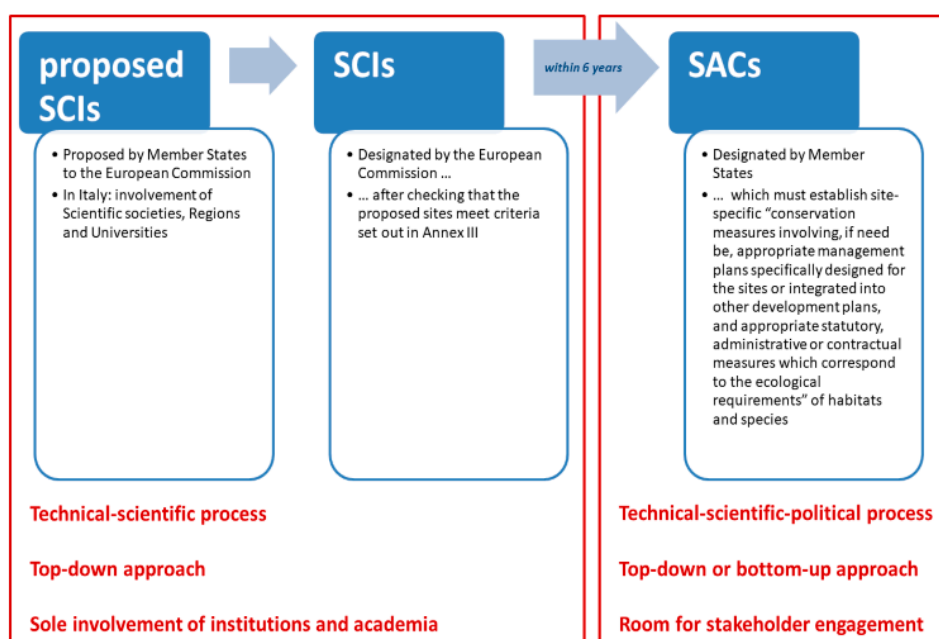 proposed
SCIs
• Proposed by Member States
to the European Commission
• In Italy: involvement of
Scientific societies, Regions
and Universities
SCIs
• Designated by the European
Commission ...
• ... after checking that the
proposed sites meet criteria
set out in Annex III
within 6 years
SACs
• Designated by Member
States
• ... which must establish site-
specific “conservation
measures involving, if need
be, appropriate management
plans specifically designed for
the sites or integrated into
other development plans,
and appropriate statutory,
administrative or contractual
measures which correspond
to the ecological
requirements” of habitats
and species
Technical-scientific process
Top-down approach
Sole involvement of institutions and academia
Technical-scientific-political process
Top-down or bottom-up approach
Room for stakeholder engagement